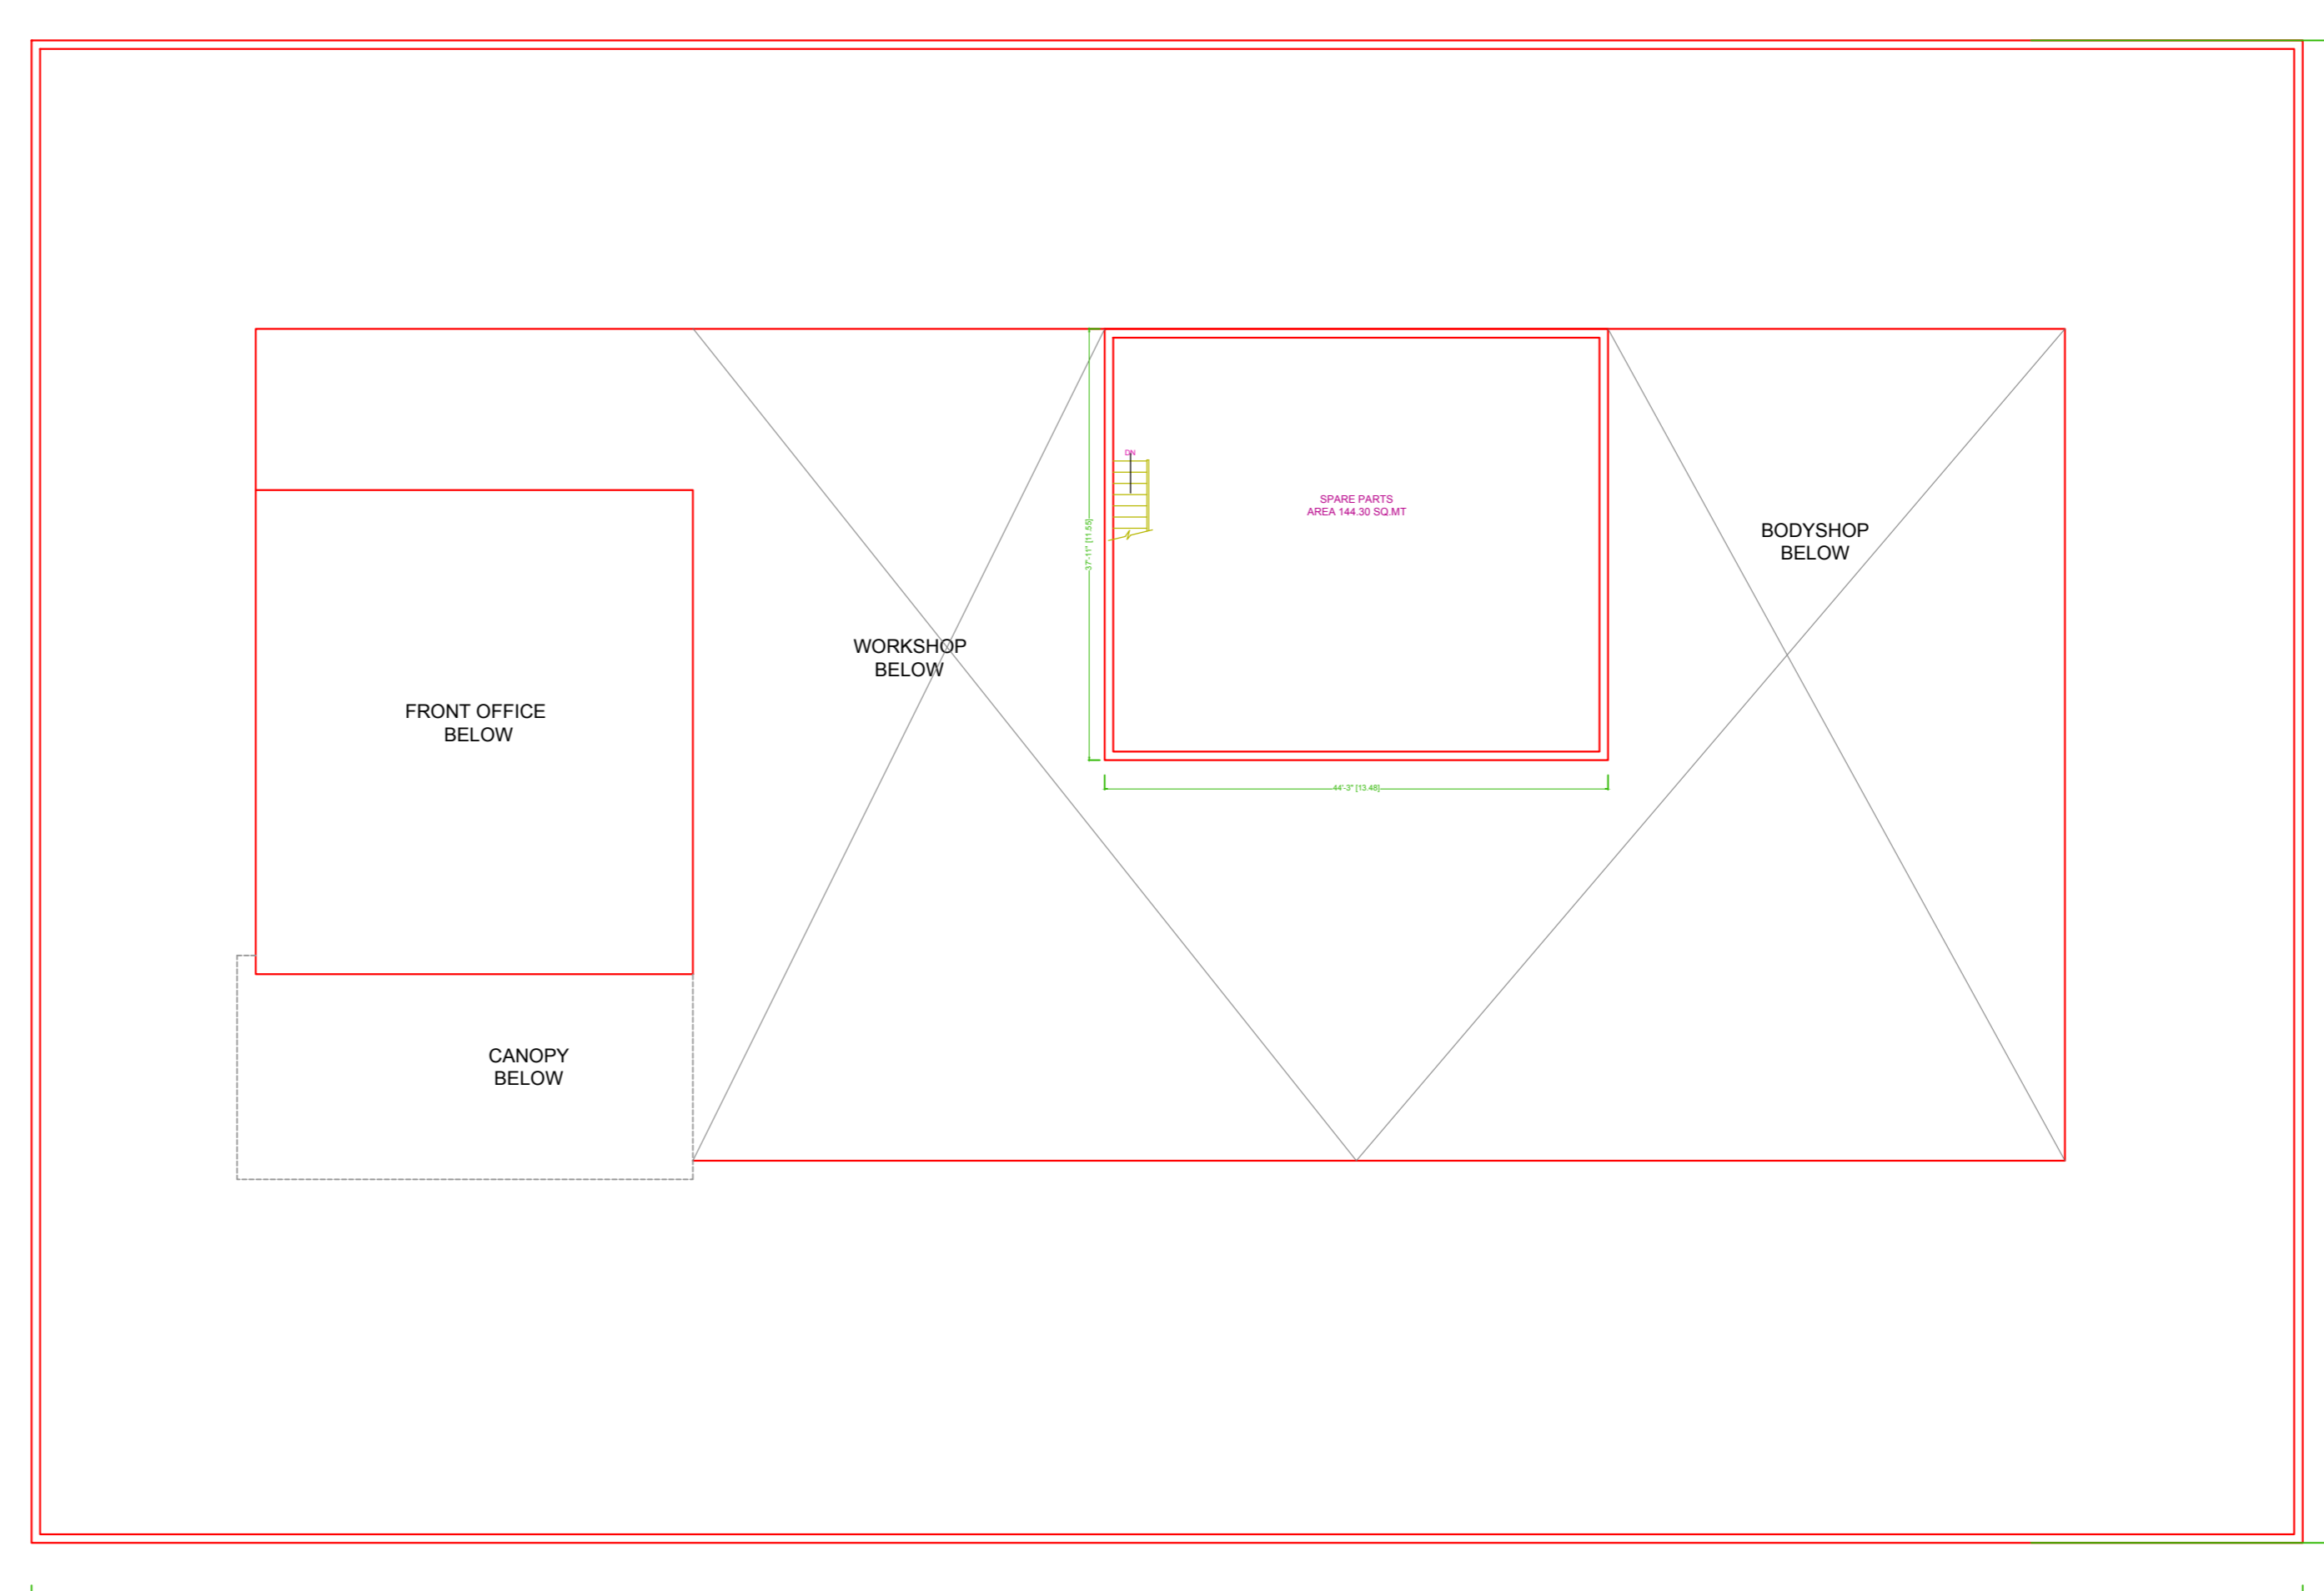 DN
SPARE PARTS
AREA 144.30 SQ.MT
37'-11" [11.55]
BODYSHOP
BELOW
WORKSHOP
BELOW
FRONT OFFICE
BELOW
44'-3" [13.48]
CANOPY
BELOW